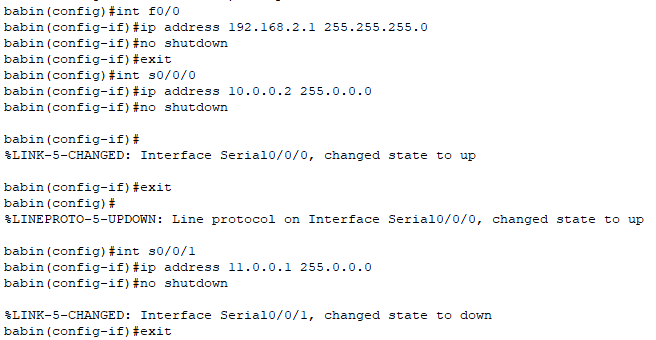 babin(config)#int f0/0
babin(config-if)#ip address 192.168.2.1 255.255.255.0
babin(config-if)#no shutdown
babin(config-if)#exit
babin(config)#int s0/0/0
babin(config-if)#ip address 10.0.0.2 255.0.0.0
babin(config-if)#no shutdown
babin(config-if)#
%LINK-5-CHANGED: Interface Serial0/0/0, changed state to up
babin(config-if)#exit
babin(config)#
%LINEPROTO-5-UPDOWN: Line protocol on Interface Serial0/0/0, changed state to up
babin(config)#int s0/0/1
babin(config-if)#ip address 11.0.0.1 255.0.0.0
babin(config-if)#no shutdown
%LINK-5-CHANGED: Interface Serial0/0/1, changed state to down
babin(config-if)#exit